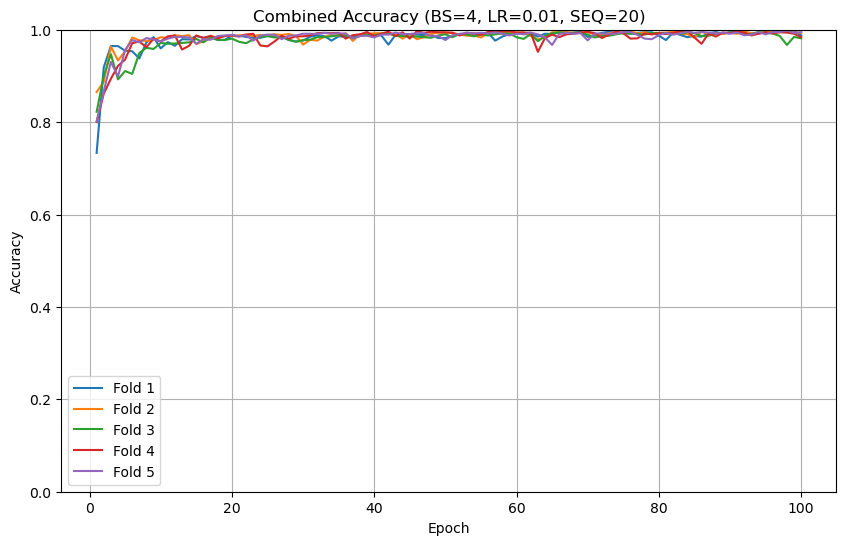 Combined Accuracy (BS=4, LR=0.01, SEQ=20)
1.0
0.8
0.6
0.4
0.2
0.0
Accuracy
Fold 1
Fold 2
Fold 3
Fold 4
Fold 5
0 20 40 60 80 100
Epoch